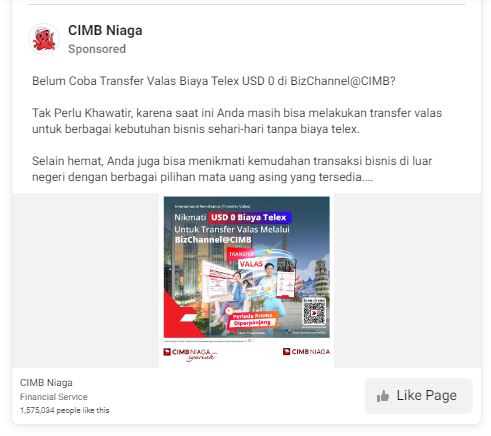 CIMB Niaga
Sponsored
Belum Coba Transfer Valas Biaya Telex USD 0 di BizChannel@CIMB?
Tak Perlu Khawatir, karena saat ini Anda masih bisa melakukan transfer valas
untuk berbagai kebutuhan bisnis sehari-hari tanpa biaya telex.
Selain hemat, Anda juga bisa menikmati kemudahan transaksi bisnis di luar
negeri dengan berbagai pilihan mata uang asing yang tersedia....
International Remittance (Transfer Valas)
Nikmati USD 0 Biaya Telex
Untuk Transfer Valas Melalui
BizChannel@CIMB
TRANSFER
VALAS
Periode Promo
Diperpanjang
CIMB NIAGA
syariah
CIMB NIAGA
CIMB Niaga
Financial Service
1,575,034 people like this
Like Page